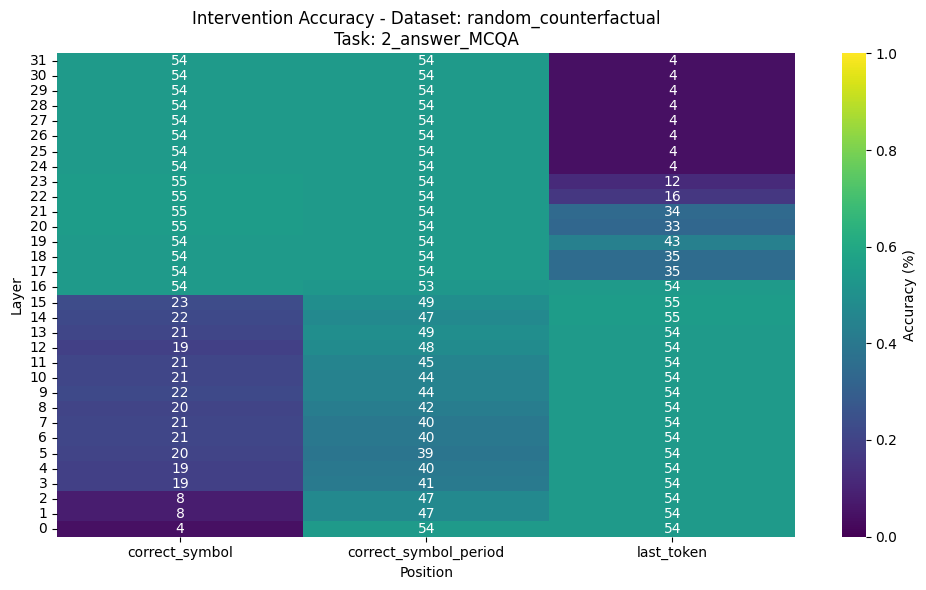 Intervention Accuracy - Dataset: random_counterfactual
Task: 2_answer_MCQA
31 54 54 4
30 54 54 4
29 54 54 4
28 54 54 4
27 54 54 4
26 54 54 4
25 54 54 4
24 54 54 4
23 55 54 12
22 55 54 16
21 55 54 34
20 55 54 33
19 54 54 43
18 54 54 35
17 54 54 35
16 54 53 54
15 23 49 55
14 22 47 55
13 21 49 54
12 19 48 54
11 21 45 54
10 21 44 54
9 22 44 54
8 20 42 54
7 21 40 54
6 21 40 54
5 20 39 54
4 19 40 54
3 19 41 54
2 8 47 54
1 8 47 54
0 4 54 54
correct_symbol correct_symbol_period last_token
Position
Layer
1.0
0.8
0.6
0.4
0.2
0.0
Accuracy (%)